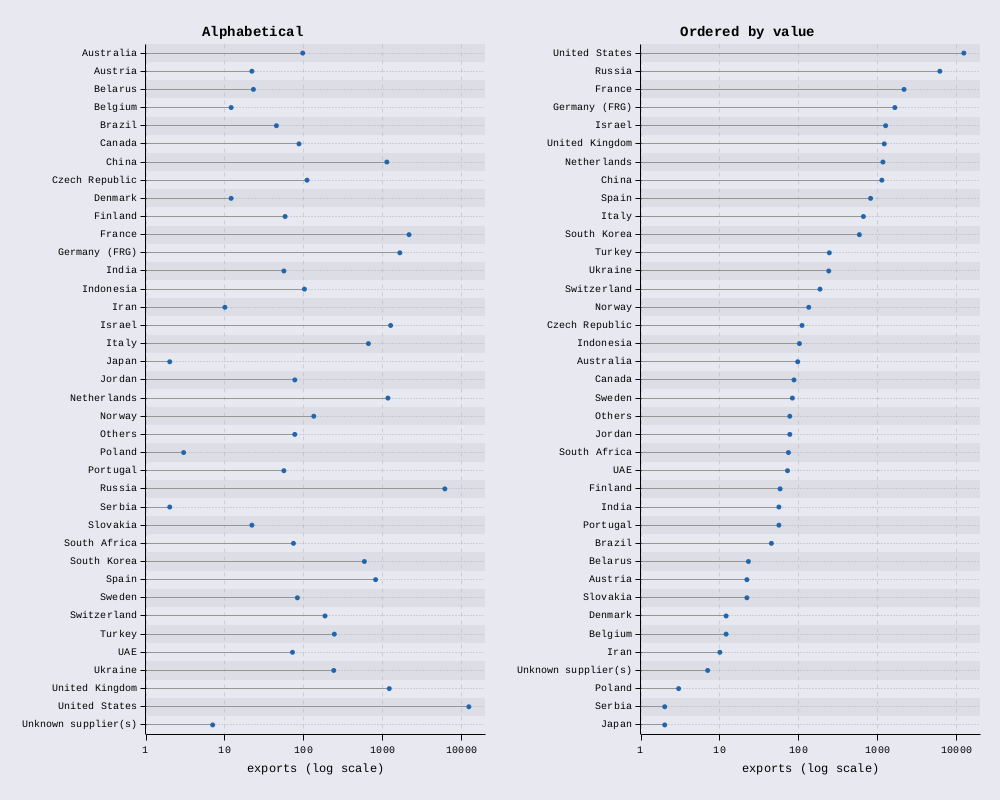 Alphabetical
Australia
Austria
Belarus
Belgium
Brazil
Canada
China
Czech Republic
Denmark
Finland
France
Germany (FRG)
India
Indonesia
Iran
Israel
Italy
Japan
Jordan
Netherlands
Norway
Others
Poland
Portugal
Russia
Serbia
Slovakia
South Africa
South Korea
Spain
Sweden
Switzerland
Turkey
UAE
Ukraine
United Kingdom
United States
Unknown supplier(s)
1 10 100 1000 10000
exports (log scale)
Ordered by value
United States
Russia
France
Germany (FRG)
Israel
United Kingdom
Netherlands
China
Spain
Italy
South Korea
Turkey
Ukraine
Switzerland
Norway
Czech Republic
Indonesia
Australia
Canada
Sweden
Others
Jordan
South Africa
UAE
Finland
India
Portugal
Brazil
Belarus
Austria
Slovakia
Denmark
Belgium
Iran
Unknown supplier(s)
Poland
Serbia
Japan
1 10 100 1000 10000
exports (log scale)